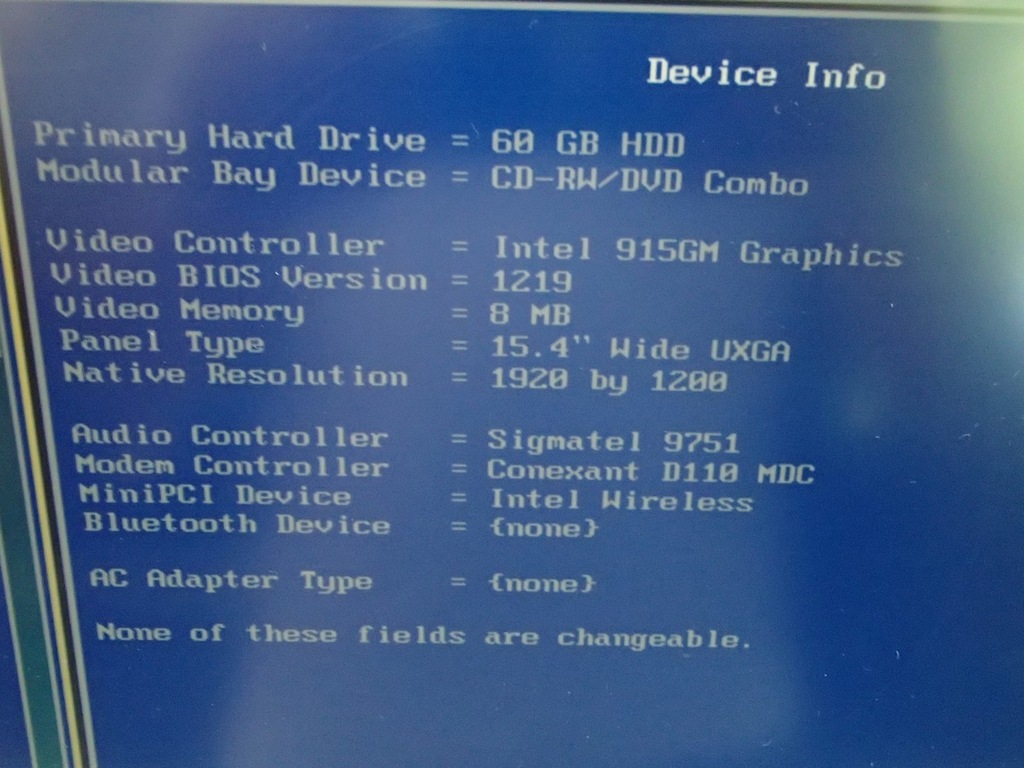 Device Info
Primary Hard Drive = 60 GB HDD
Modular Bay Device = CD-RW/DVD Combo
Video Controller = Intel 915GM Graphics
Video BIOS Version = 1219
Video Memory = 8 MB
Panel Type = 15.4" Wide UXGA
Native Resolution = 1920 by 1200
Audio Controller = Sigmatel 9751
Modem Controller = Conexant D110 MDC
MiniPCI Device = Intel Wireless
Bluetooth Device = {none}
AC Adapter Type = {none}
None of these fields are changeable.